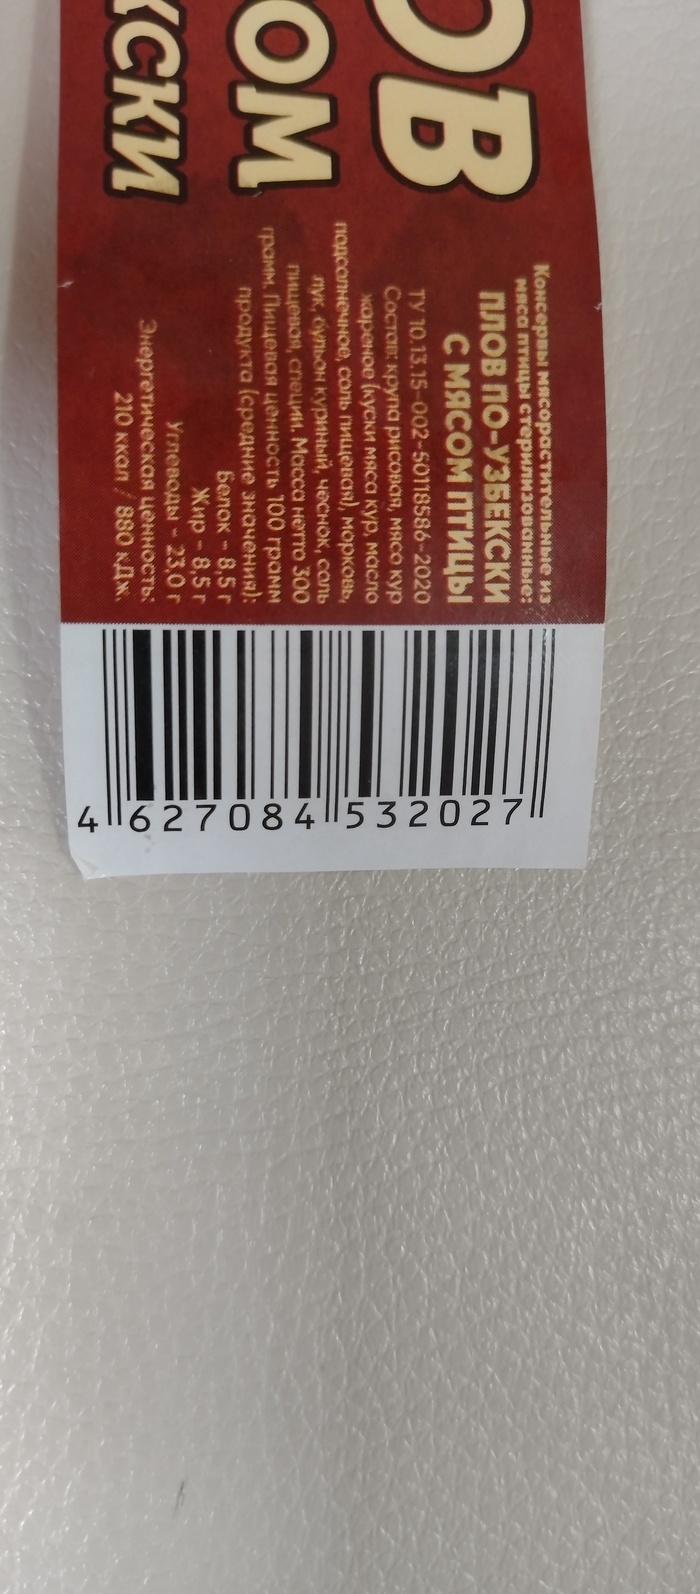 ОВ
ОМ
КСКИ
Консервы мясорастительные из
мяса птицы стерилизованные:
ПЛОВ ПО-УЗБЕКСКИ
С МЯСОМ ПТИЦЫ
ТУ 10.13.15-002-50118586-2020
Состав: крупа рисовая, мясо кур
жареное (куски мяса кур, масло
подсолнечное, соль пищевая), морковь,
лук, бульон куриный, чеснок, соль
пищевая, специи. Масса нетто 300
грамм. Пищевая ценность 100 грамм
продукта (средние значения):
Белок - 8,5 г
Жир - 8,5 г
Углеводы - 23,0 г
Энергетическая ценность:
210 ккал / 880 кДж.
4 627084 532027